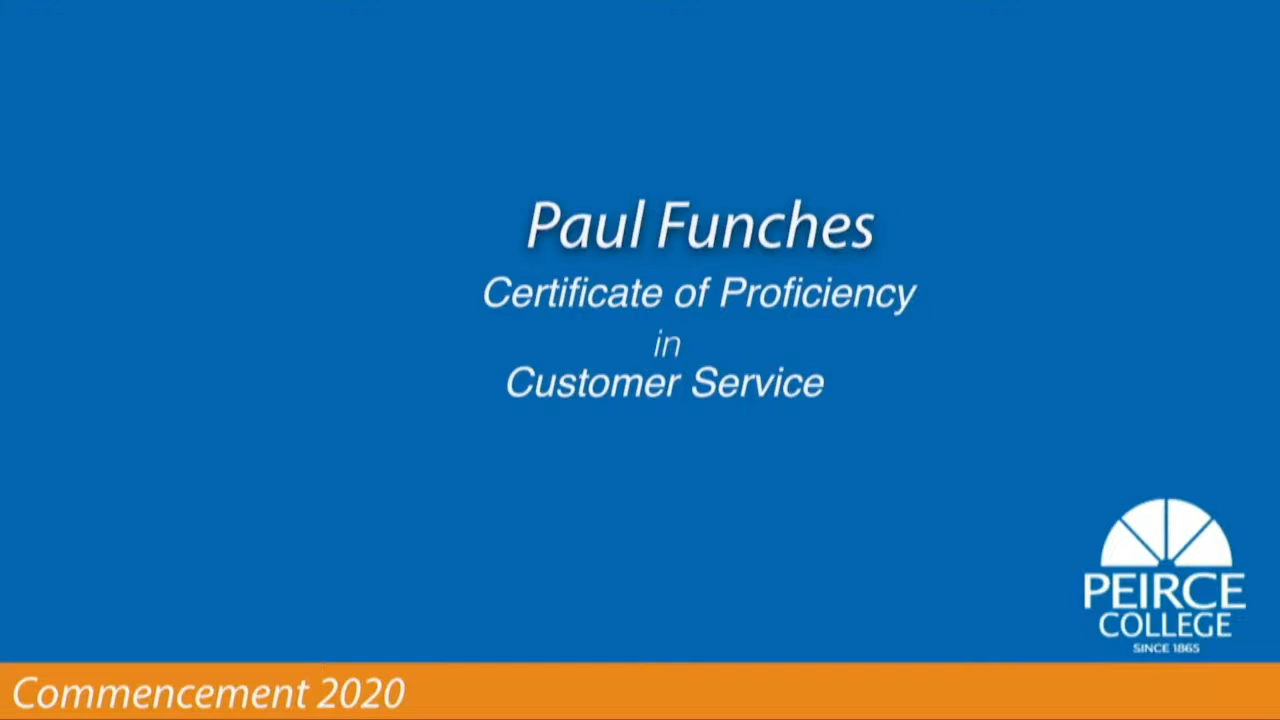 Paul Funches
Certificate of Proficiency
in
Customer Service
PEIRCE
COLLEGE
SINCE 1865
Commencement 2020